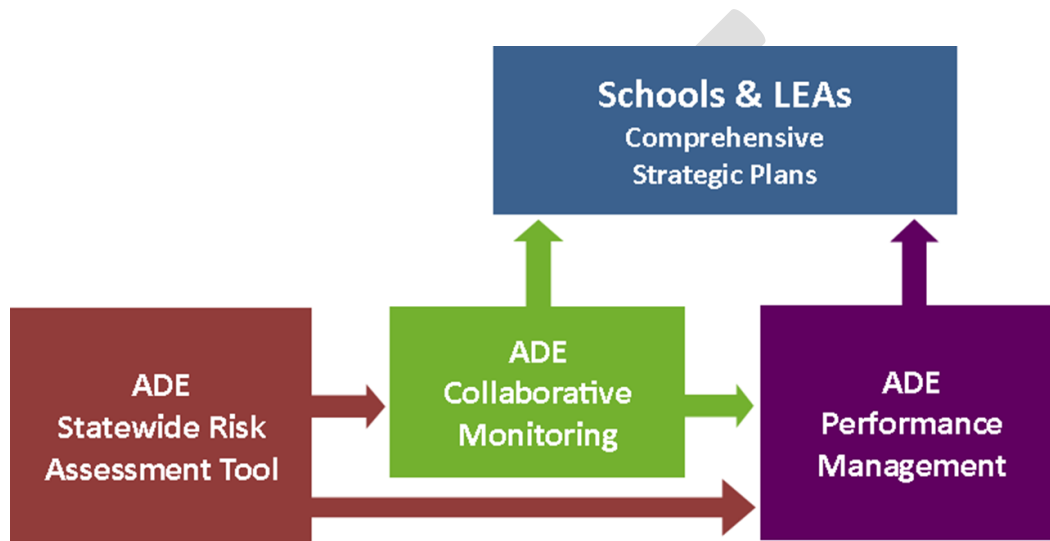 Schools & LEAs
Comprehensive
Strategic Plans
ADE
Statewide Risk
Assessment Tool
ADE
Collaborative
Monitoring
ADE
Performance
Management